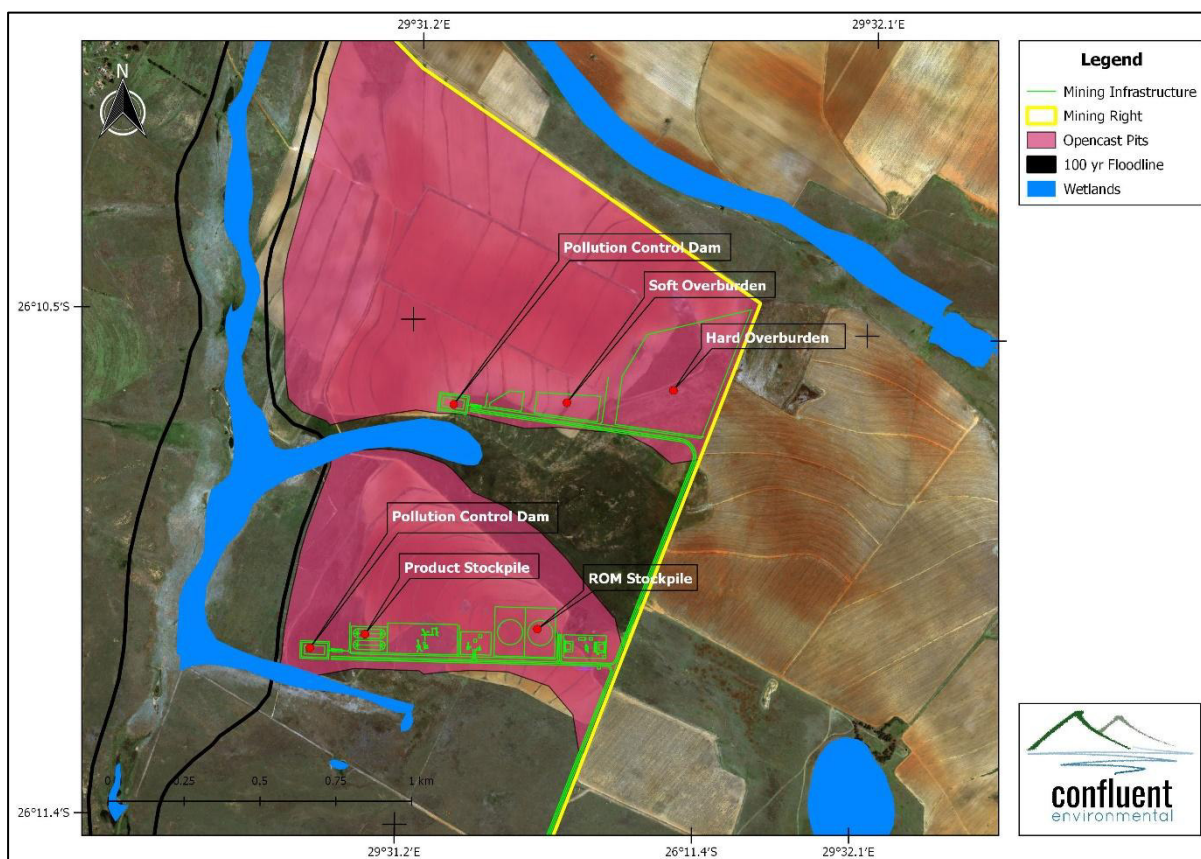 29°31.2'E
29°32.1'E
N
Legend
Mining Infrastructure
Mining Right
Opencast Pits
100 yr Floodline
Wetlands
Pollution Control Dam
Soft Overburden
26°10.5'S
Hard Overburden
Pollution Control Dam
Product Stockpile
ROM Stockpile
0.25
0.5
0.75
1 km
26°11.4'S
29°31.2'E
26°11.4'S
29°32.1'E
confluent
environmental